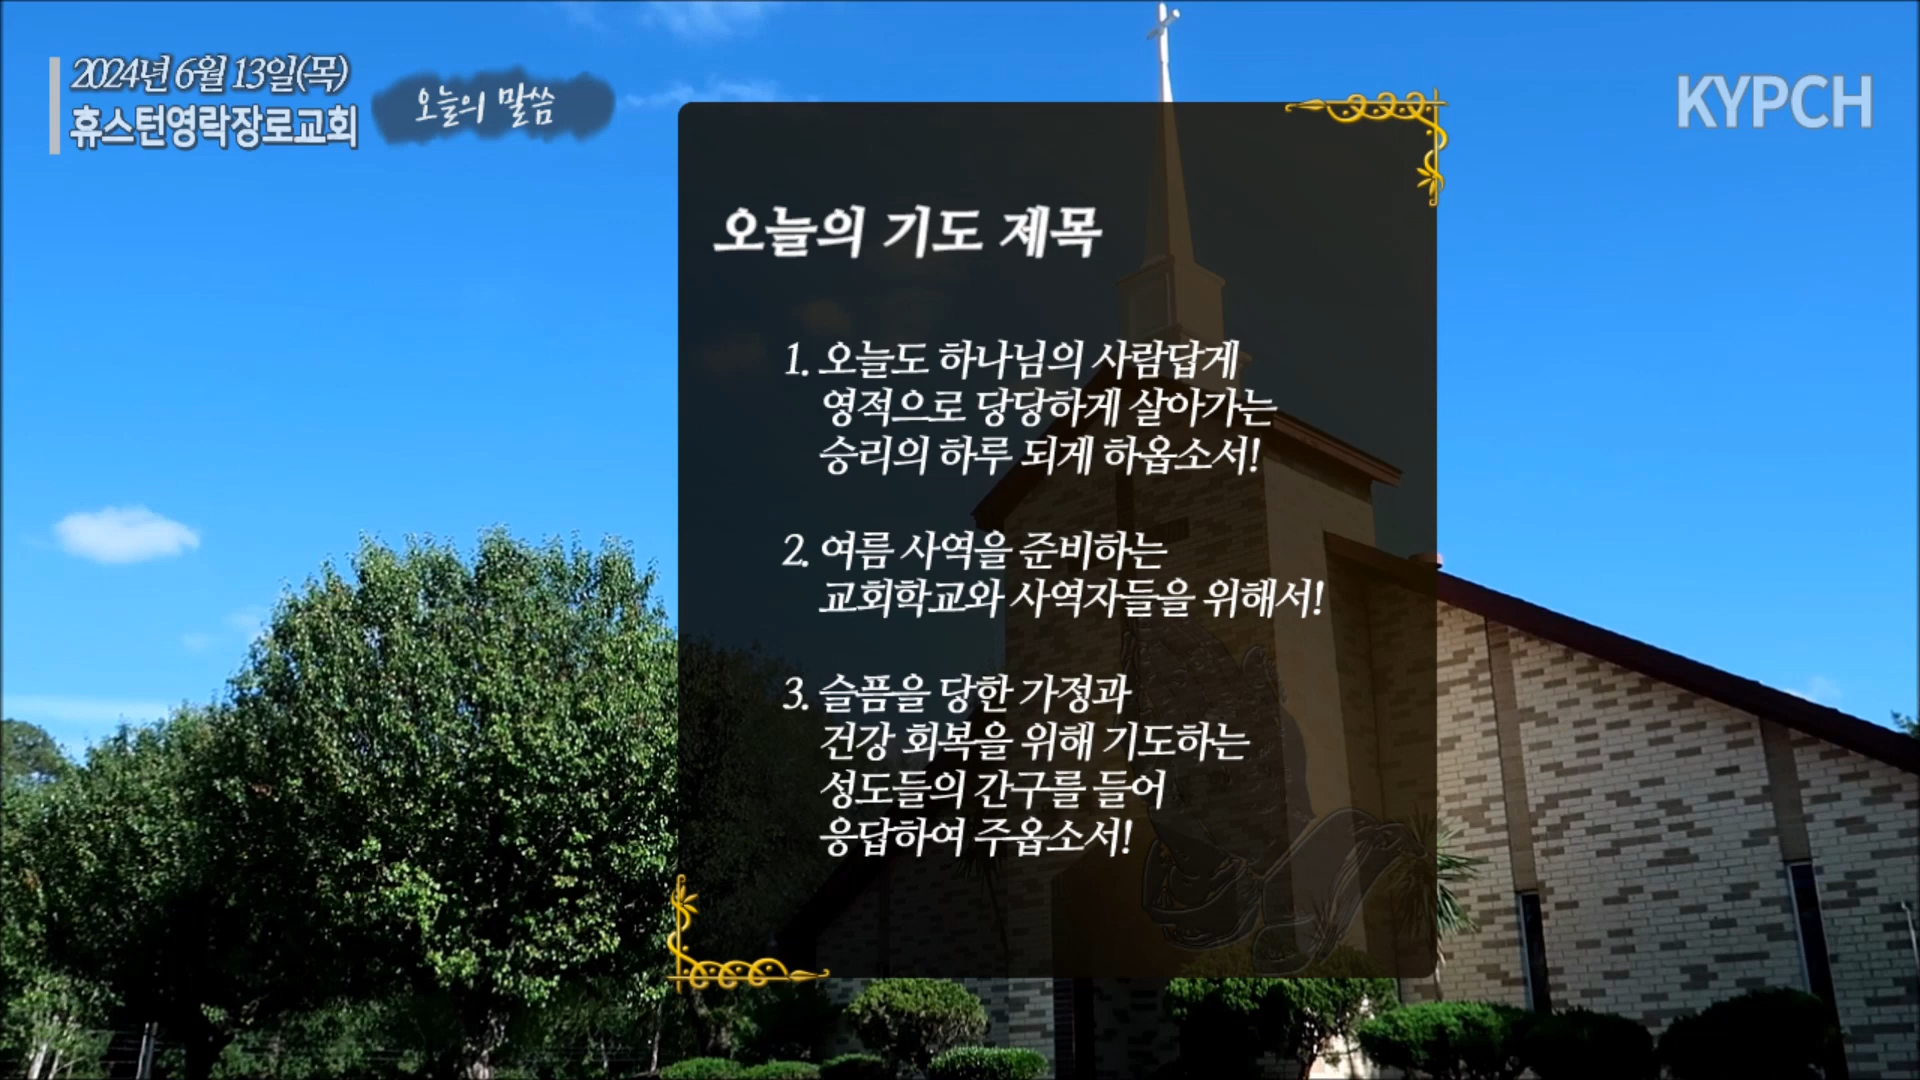 2024년 6월 13일(목)
휴스턴영락장로교회
오늘의 말씀
KYPCH
오늘의 기도 제목
1. 오늘도 하나님의 사람답게
영적으로 당당하게 살아가는
승리의 하루 되게 하옵소서!
2. 여름 사역을 준비하는
교회학교와 사역자들을 위해서!
3. 슬픔을 당한 가정과
건강 회복을 위해 기도하는
성도들의 간구를 들어
응답하여 주옵소서!